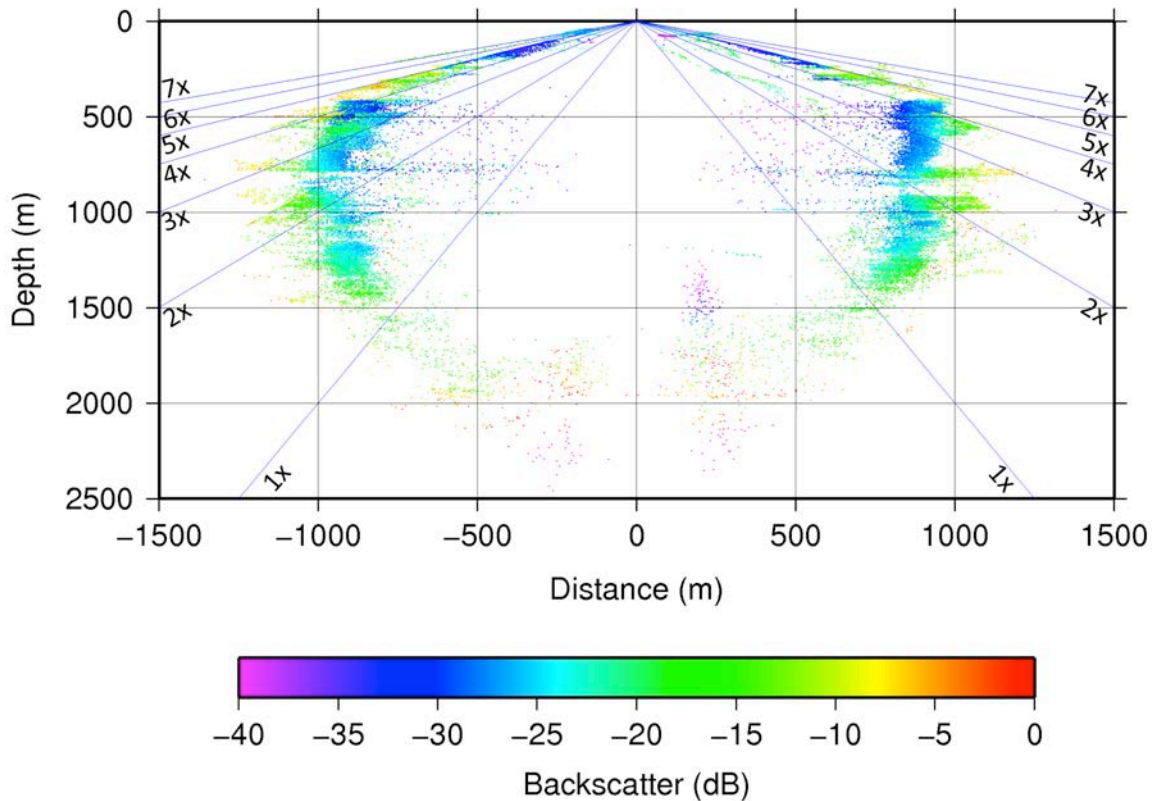 0
500
1000
1500
2000
2500
Depth (m)
7x
6x
5x
4x
3x
2x
1x
7x
6x
5x
4x
3x
2x
1x
−1500 −1000 −500 0 500 1000 1500
Distance (m)
−40 −35 −30 −25 −20 −15 −10 −5 0
Backscatter (dB)